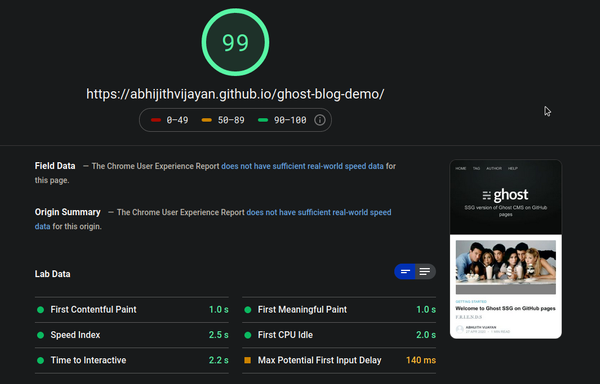 99
https://abhijithvijayan.github.io/ghost-blog-demo/
0–49 50–89 90–100
Field Data — The Chrome User Experience Report does not have sufficient real-world speed data for
this page.
Origin Summary — The Chrome User Experience Report does not have sufficient real-world speed
data for this origin.
Lab Data
First Contentful Paint 1.0 s
First Meaningful Paint 1.0 s
Speed Index 2.5 s
First CPU Idle 2.0 s
Time to Interactive 2.2 s
Max Potential First Input Delay 140 ms
HOME TAG AUTHOR HELP
ghost
SSG version of Ghost CMS on GitHub
pages
GETTING STARTED
Welcome to Ghost SSG on GitHub pages
F.R.I.E.N.D.S
ABHIJITH VIJAYAN